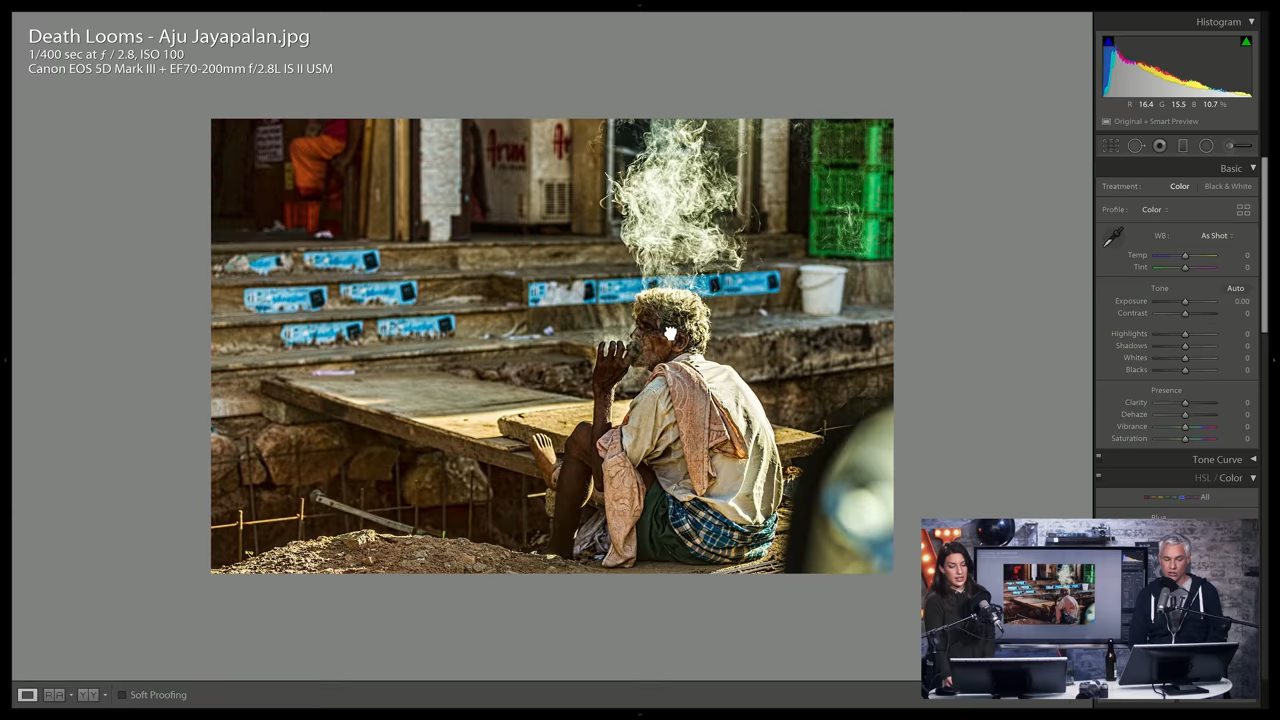 Death Looms - Aju Jayapalan.jpg
1/400 sec at ƒ / 2.8, ISO 100
Canon EOS 5D Mark III + EF70-200mm f/2.8L IS II USM
Arun
Histogram
R 16.4 G 15.5 B 10.7 %
Original + Smart Preview
Basic
Treatment : Color Black & White
Profile : Color
WB : As Shot
Temp 0
Tint 0
Tone Auto
Exposure 0.00
Contrast 0
Highlights 0
Shadows 0
Whites 0
Blacks 0
Presence
Clarity 0
Dehaze 0
Vibrance 0
Saturation 0
Tone Curve
HSL / Color
All
Blue
Soft Proofing